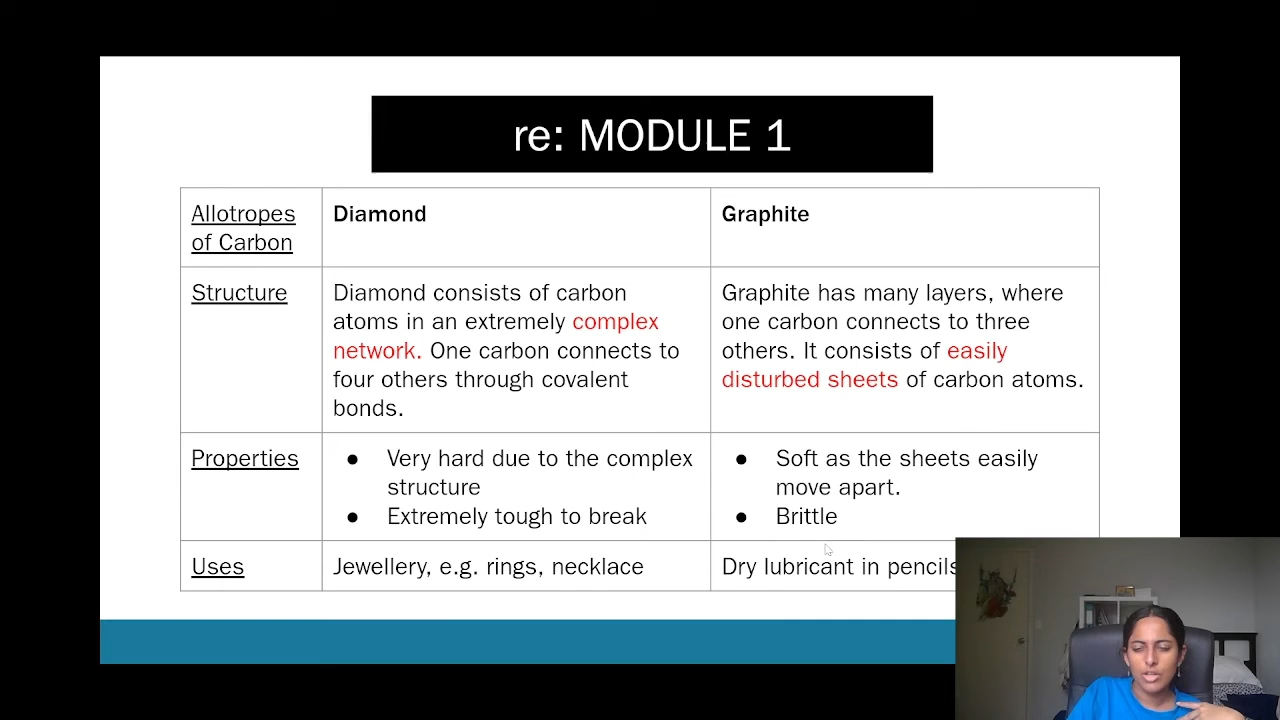 re: MODULE 1
Allotropes
of Carbon
Diamond
Graphite
Structure
Diamond consists of carbon
atoms in an extremely complex
network. One carbon connects to
four others through covalent
bonds.
Graphite has many layers, where
one carbon connects to three
others. It consists of easily
disturbed sheets of carbon atoms.
Properties
● Very hard due to the complex
structure
● Extremely tough to break
● Soft as the sheets easily
move apart.
● Brittle
Uses
Jewellery, e.g. rings, necklace
Dry lubricant in pencils